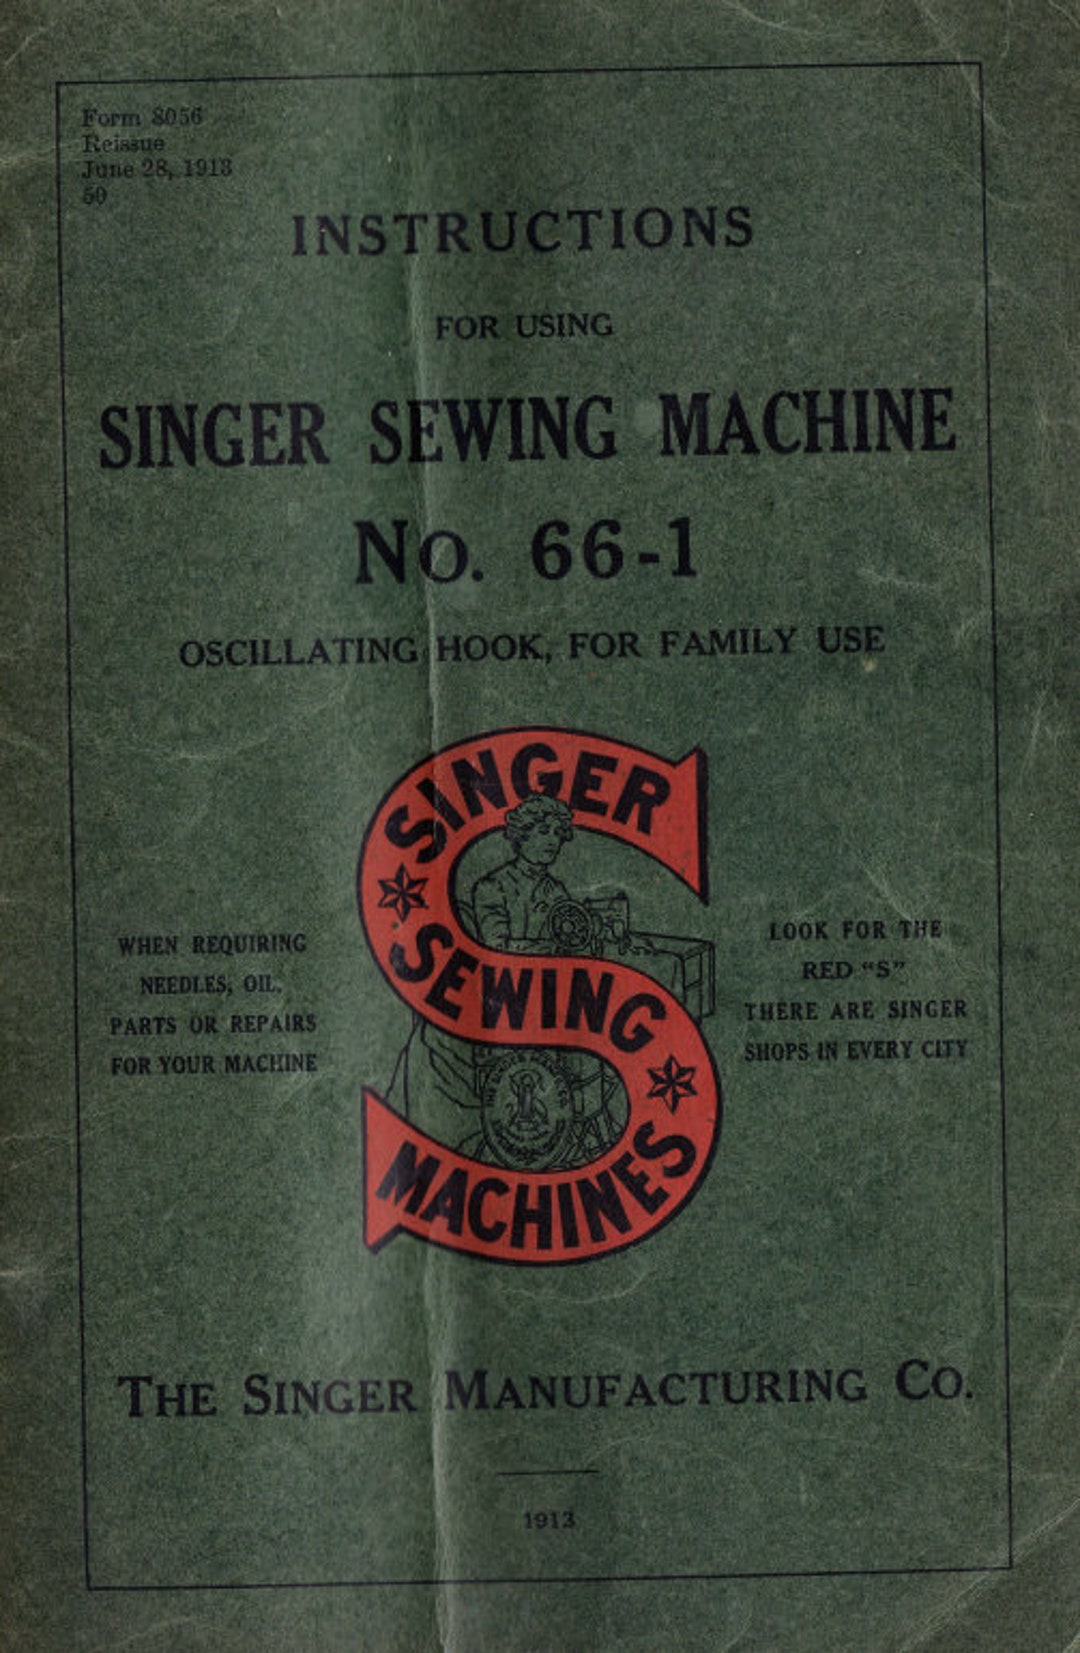 Form 8056
Reissue
June 28, 1913
50
INSTRUCTIONS
FOR USING
SINGER SEWING MACHINE
No. 66-1
OSCILLATING HOOK, FOR FAMILY USE
SINGER
SEWING
MACHINES
WHEN REQUIRING
NEEDLES, OIL,
PARTS OR REPAIRS
FOR YOUR MACHINE
LOOK FOR THE
RED "S"
THERE ARE SINGER
SHOPS IN EVERY CITY
THE SINGER MANUFACTURING CO.
1913